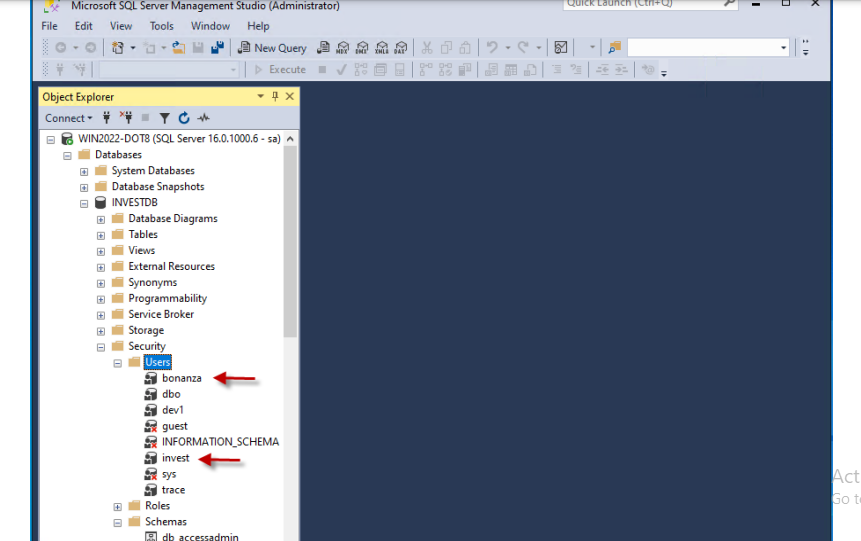 Microsoft SQL Server Management Studio (Administrator)
Quick Launch (Ctrl+Q)
File Edit View Tools Window Help
New Query
MDX DMX XMLA DAX
Execute
Object Explorer
Connect
WIN2022-DOT8 (SQL Server 16.0.1000.6 - sa)
Databases
System Databases
Database Snapshots
INVESTDB
Database Diagrams
Tables
Views
External Resources
Synonyms
Programmability
Service Broker
Storage
Security
Users
bonanza
dbo
dev1
guest
INFORMATION_SCHEMA
invest
sys
trace
Roles
Schemas
db_accessadmin
Act
Go to